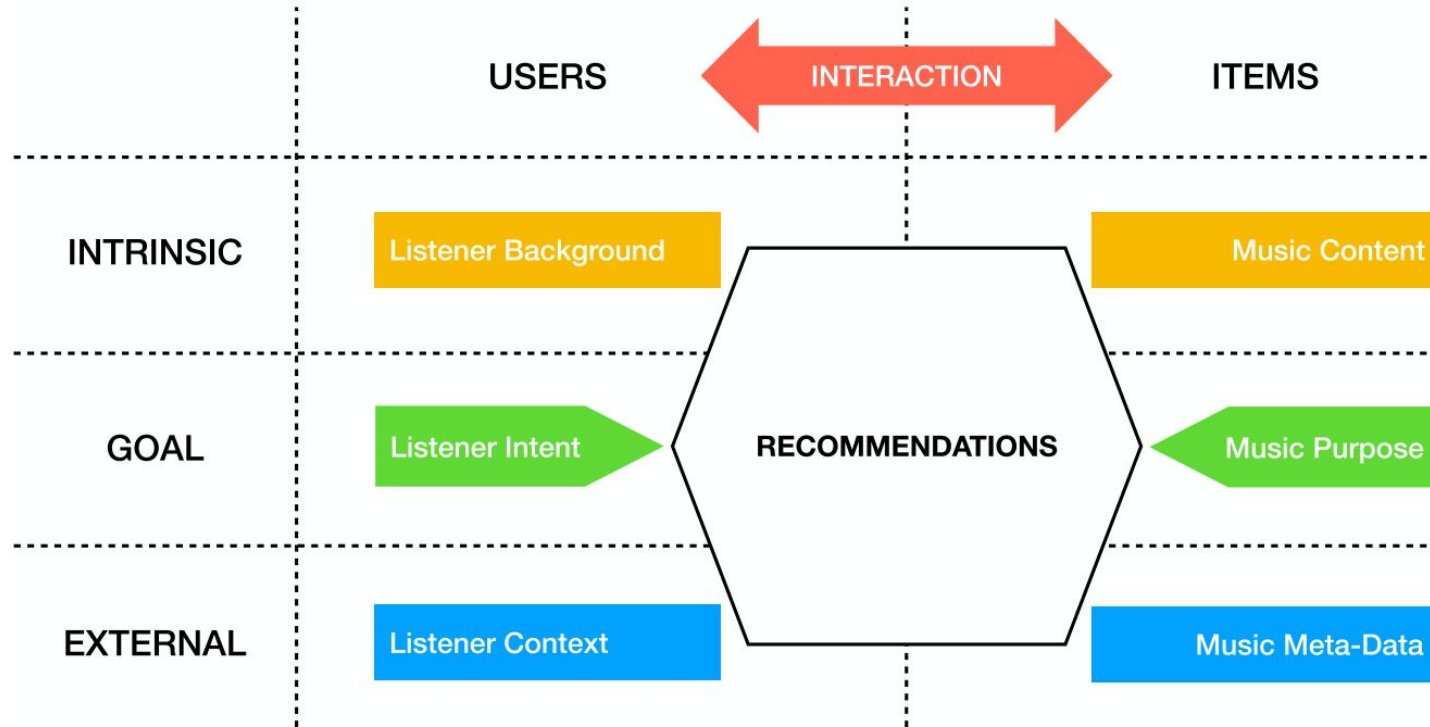 USERS
INTERACTION
ITEMS
INTRINSIC
Listener Background
Music Content
GOAL
Listener Intent
RECOMMENDATIONS
Music Purpose
EXTERNAL
Listener Context
Music Meta-Data